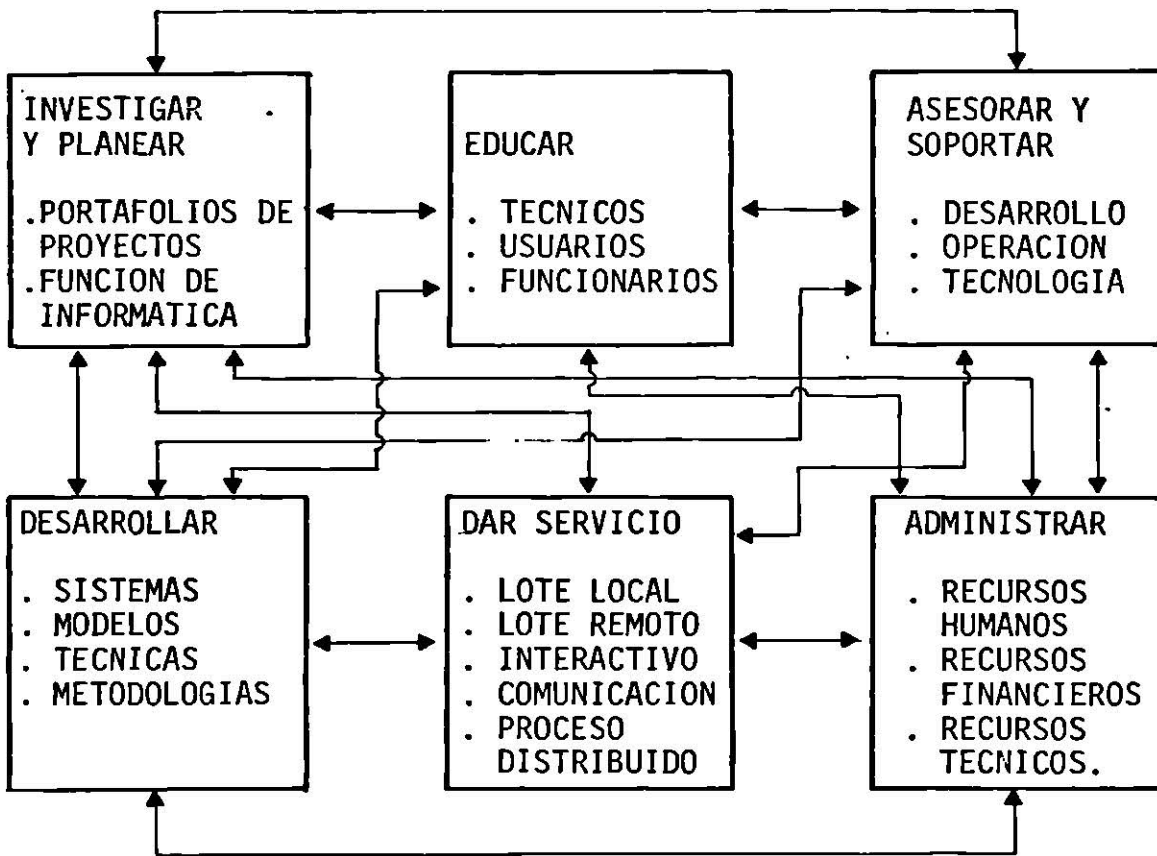 INVESTIGAR
Y PLANEAR
.PORTAFOLIOS DE
PROYECTOS
.FUNCION DE
INFORMATICA
EDUCAR
. TECNICOS
. USUARIOS
. FUNCIONARIOS
ASESORAR Y
SOPORTAR
. DESARROLLO
. OPERACION
. TECNOLOGIA
DESARROLLAR
. SISTEMAS
. MODELOS
. TECNICAS
. METODOLOGIAS
DAR SERVICIO
. LOTE LOCAL
. LOTE REMOTO
. INTERACTIVO
. COMUNICACION
. PROCESO
DISTRIBUIDO
ADMINISTRAR
. RECURSOS
HUMANOS
. RECURSOS
FINANCIEROS
. RECURSOS
TECNICOS.